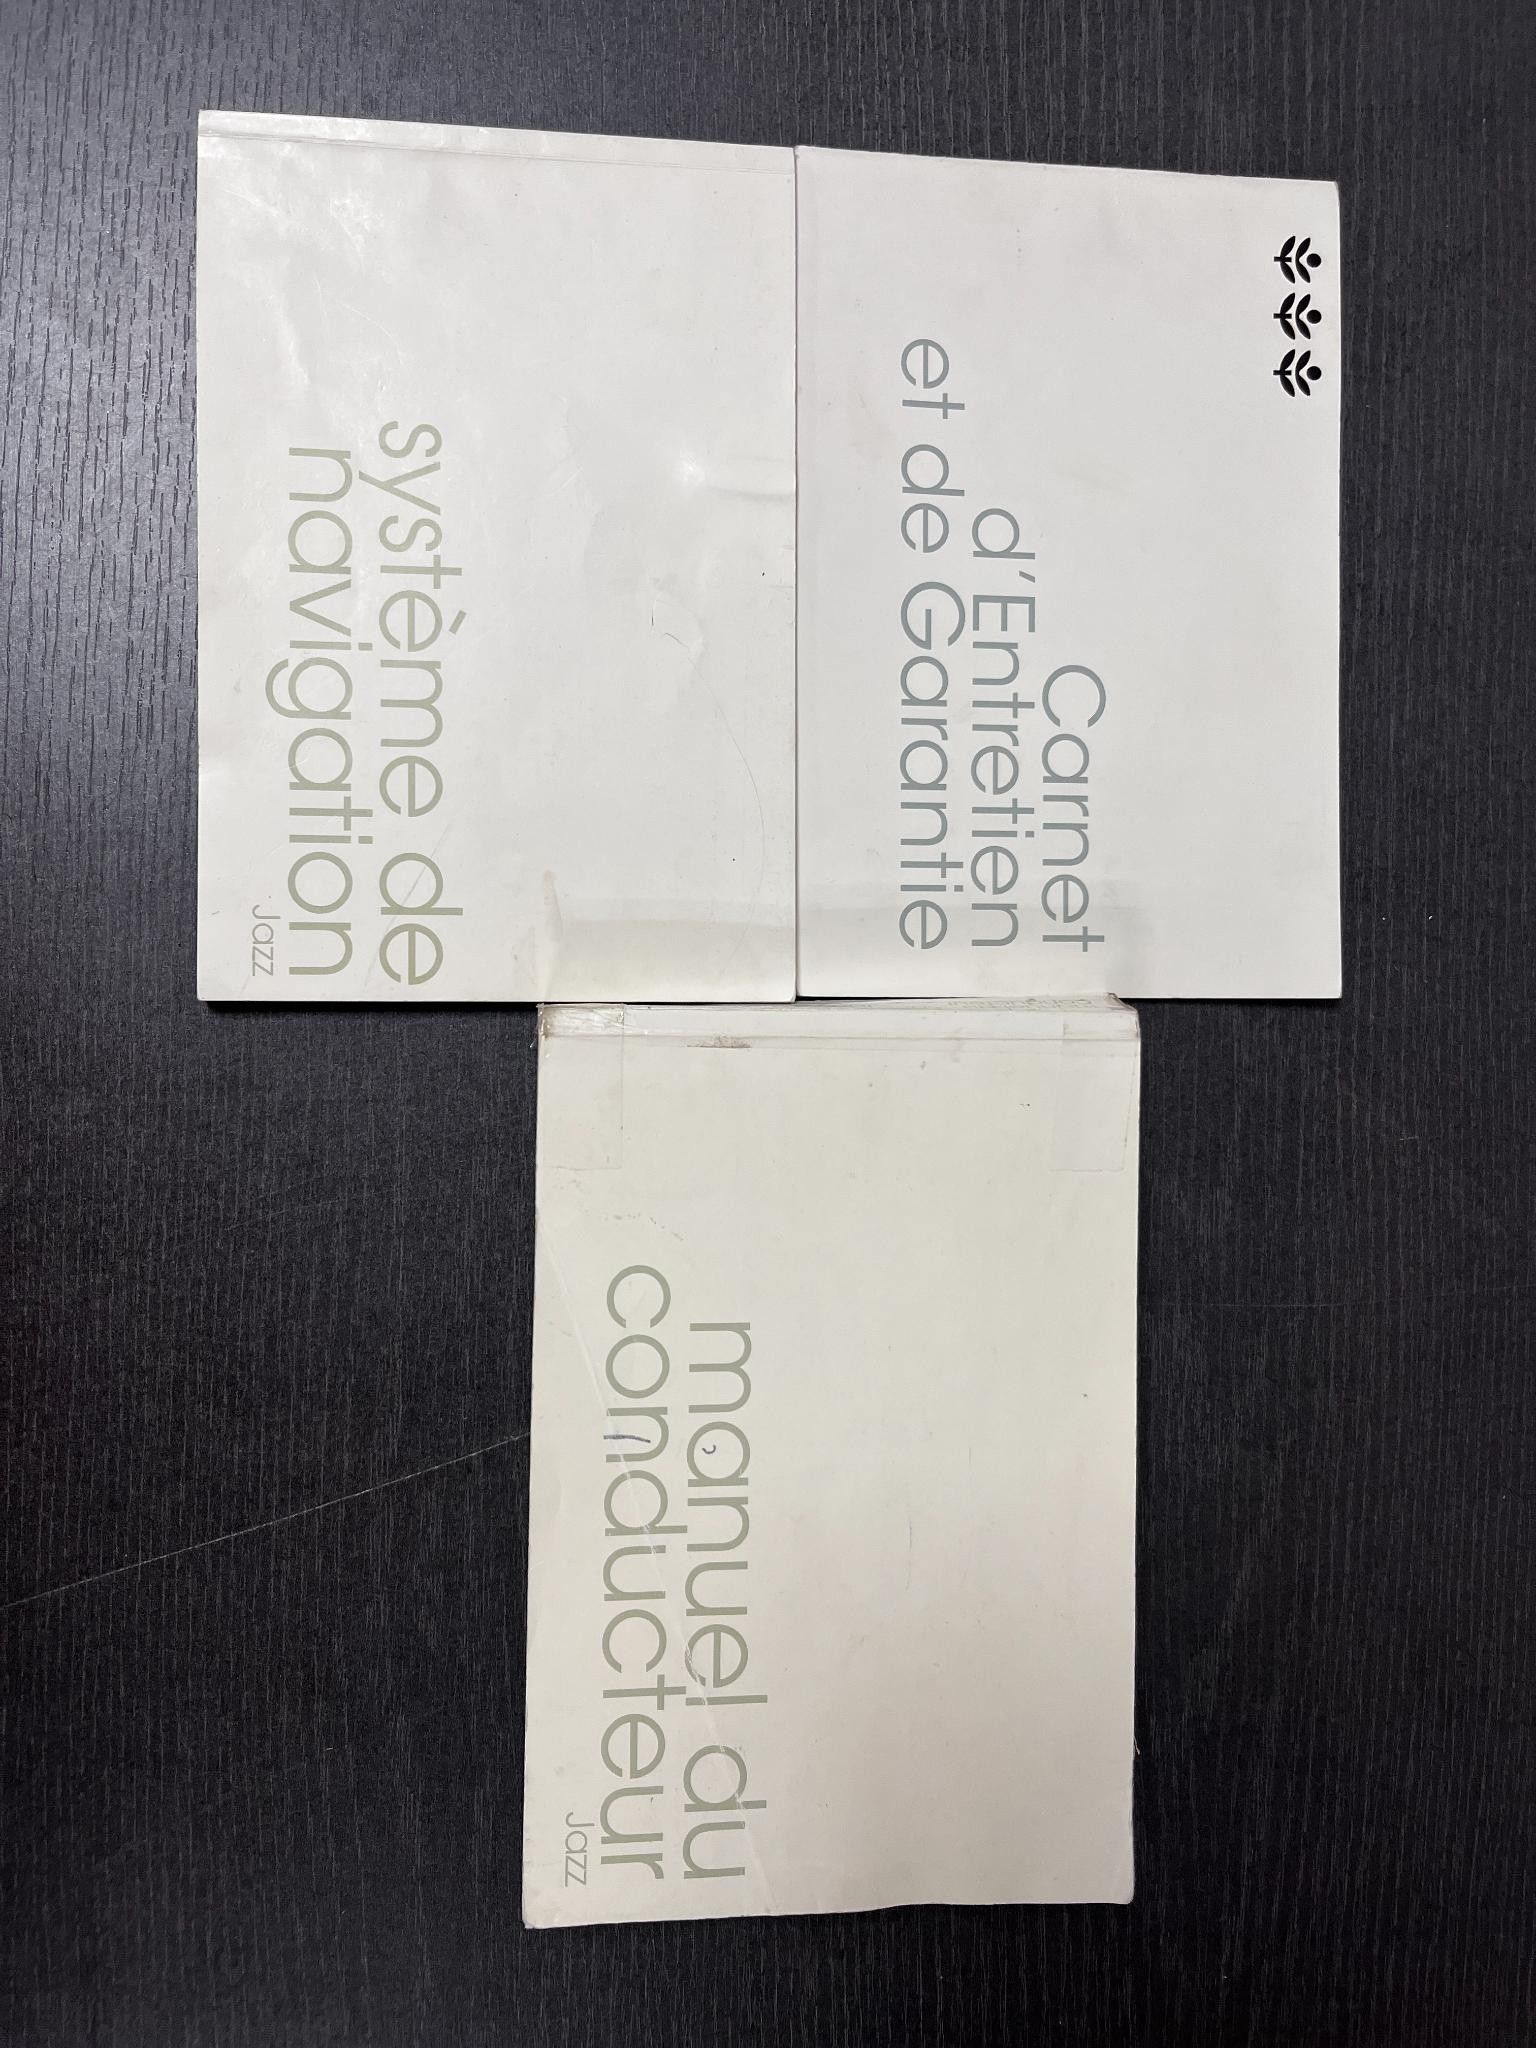 Carnet
d'Entretien
et de Garantie
système de
navigation
Jazz
manuel du
conducteur
Jazz